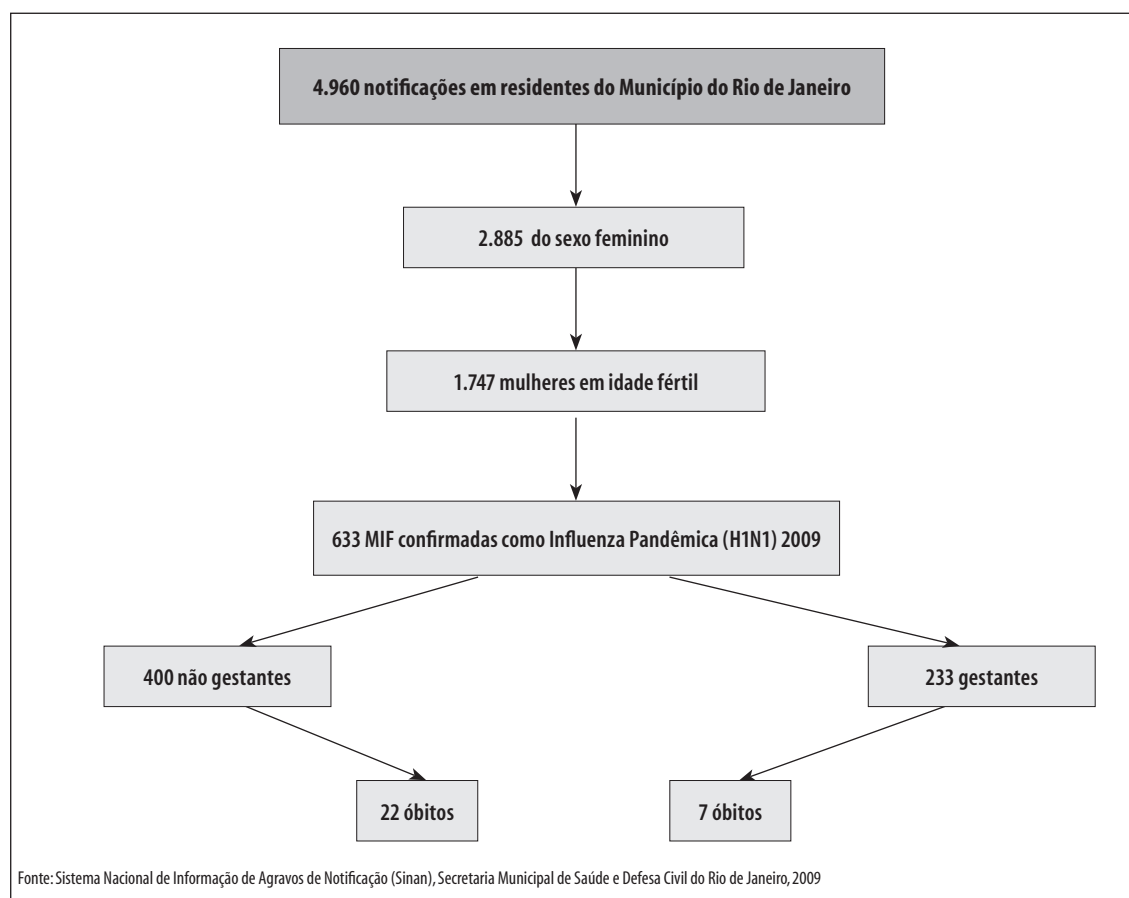 4.960 notificações em residentes do Município do Rio de Janeiro
2.885 do sexo feminino
1.747 mulheres em idade fértil
633 MIF confirmadas como Influenza Pandêmica (H1N1) 2009
400 não gestantes
233 gestantes
22 óbitos
7 óbitos
Fonte: Sistema Nacional de Informação de Agravos de Notificação (Sinan), Secretaria Municipal de Saúde e Defesa Civil do Rio de Janeiro, 2009